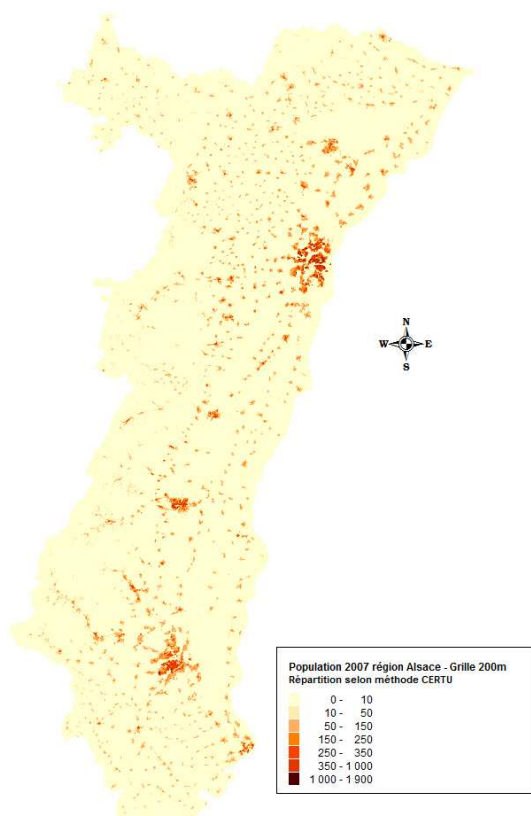 N
W E
S
Population 2007 région Alsace - Grille 200m
Répartition selon méthode CERTU
0 - 10
10 - 50
50 - 150
150 - 250
250 - 350
350 - 1 000
1 000 - 1 900